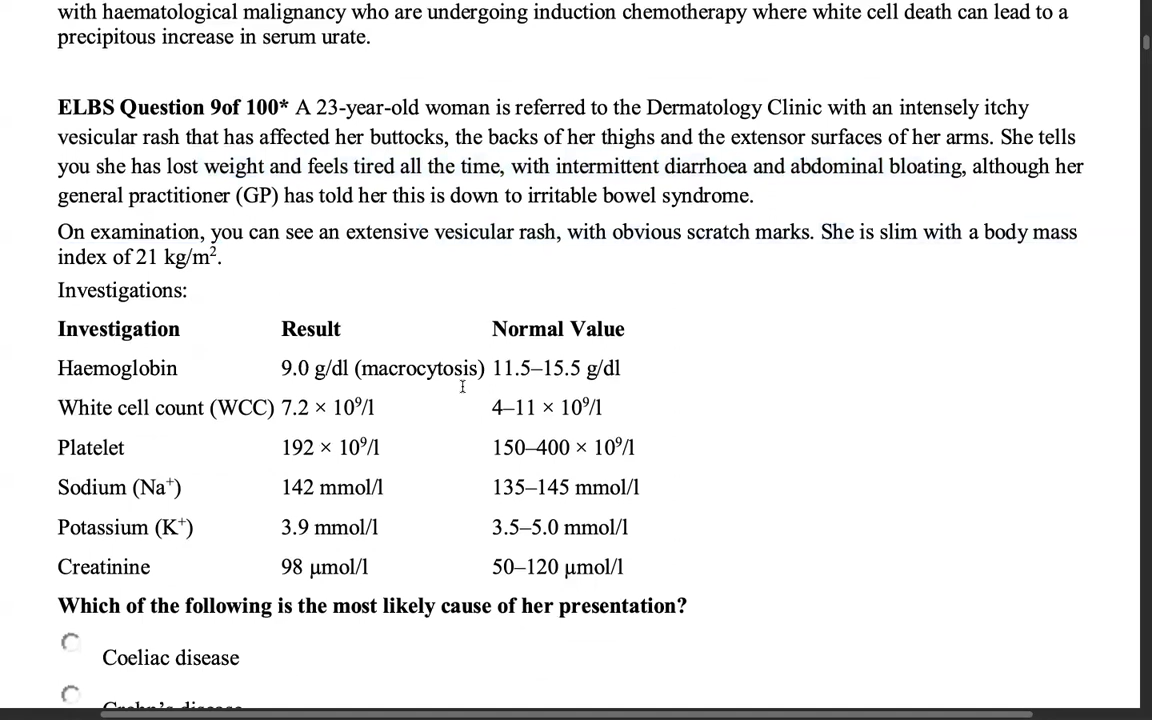 with haematological malignancy who are undergoing induction chemotherapy where white cell death can lead to a
precipitous increase in serum urate.
ELBS Question 9of 100* A 23-year-old woman is referred to the Dermatology Clinic with an intensely itchy
vesicular rash that has affected her buttocks, the backs of her thighs and the extensor surfaces of her arms. She tells
you she has lost weight and feels tired all the time, with intermittent diarrhoea and abdominal bloating, although her
general practitioner (GP) has told her this is down to irritable bowel syndrome.
On examination, you can see an extensive vesicular rash, with obvious scratch marks. She is slim with a body mass
index of 21 kg/m².
Investigations:
Investigation Result Normal Value
Haemoglobin 9.0 g/dl (macrocytosis) 11.5–15.5 g/dl
White cell count (WCC) 7.2 × 10⁹/l 4–11 × 10⁹/l
Platelet 192 × 10⁹/l 150–400 × 10⁹/l
Sodium (Na⁺) 142 mmol/l 135–145 mmol/l
Potassium (K⁺) 3.9 mmol/l 3.5–5.0 mmol/l
Creatinine 98 µmol/l 50–120 µmol/l
Which of the following is the most likely cause of her presentation?
Coeliac disease